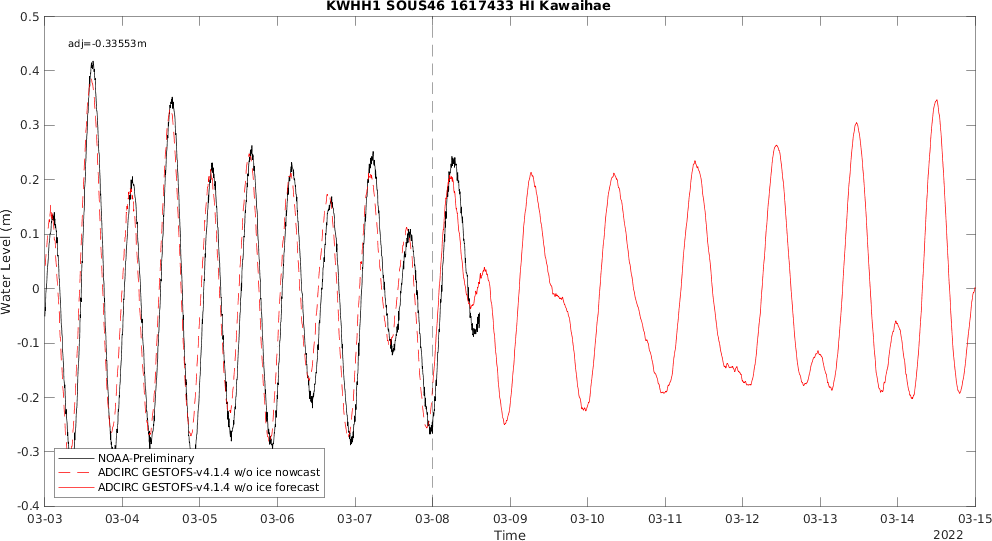 KWHH1 SOUS46 1617433 HI Kawaihae
adj=-0.33553m
0.5
0.4
0.3
0.2
0.1
0
-0.1
-0.2
-0.3
-0.4
Water Level (m)
NOAA-Preliminary
ADCIRC GESTOFS-v4.1.4 w/o ice nowcast
ADCIRC GESTOFS-v4.1.4 w/o ice forecast
03-03 03-04 03-05 03-06 03-07 03-08 03-09 03-10 03-11 03-12 03-13 03-14 03-15
Time
2022